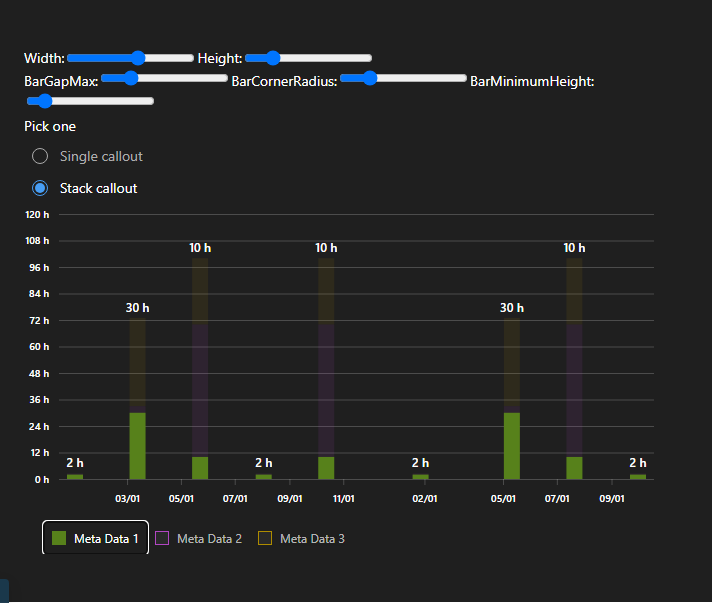 Width: Height:
BarGapMax: BarCornerRadius: BarMinimumHeight:
Pick one
Single callout
Stack callout
120 h
108 h
10 h 10 h 10 h
96 h
84 h
30 h 30 h
72 h
60 h
48 h
36 h
24 h
12 h
2 h 2 h 2 h 2 h
0 h
03/01 05/01 07/01 09/01 11/01 02/01 05/01 07/01 09/01
Meta Data 1 Meta Data 2 Meta Data 3